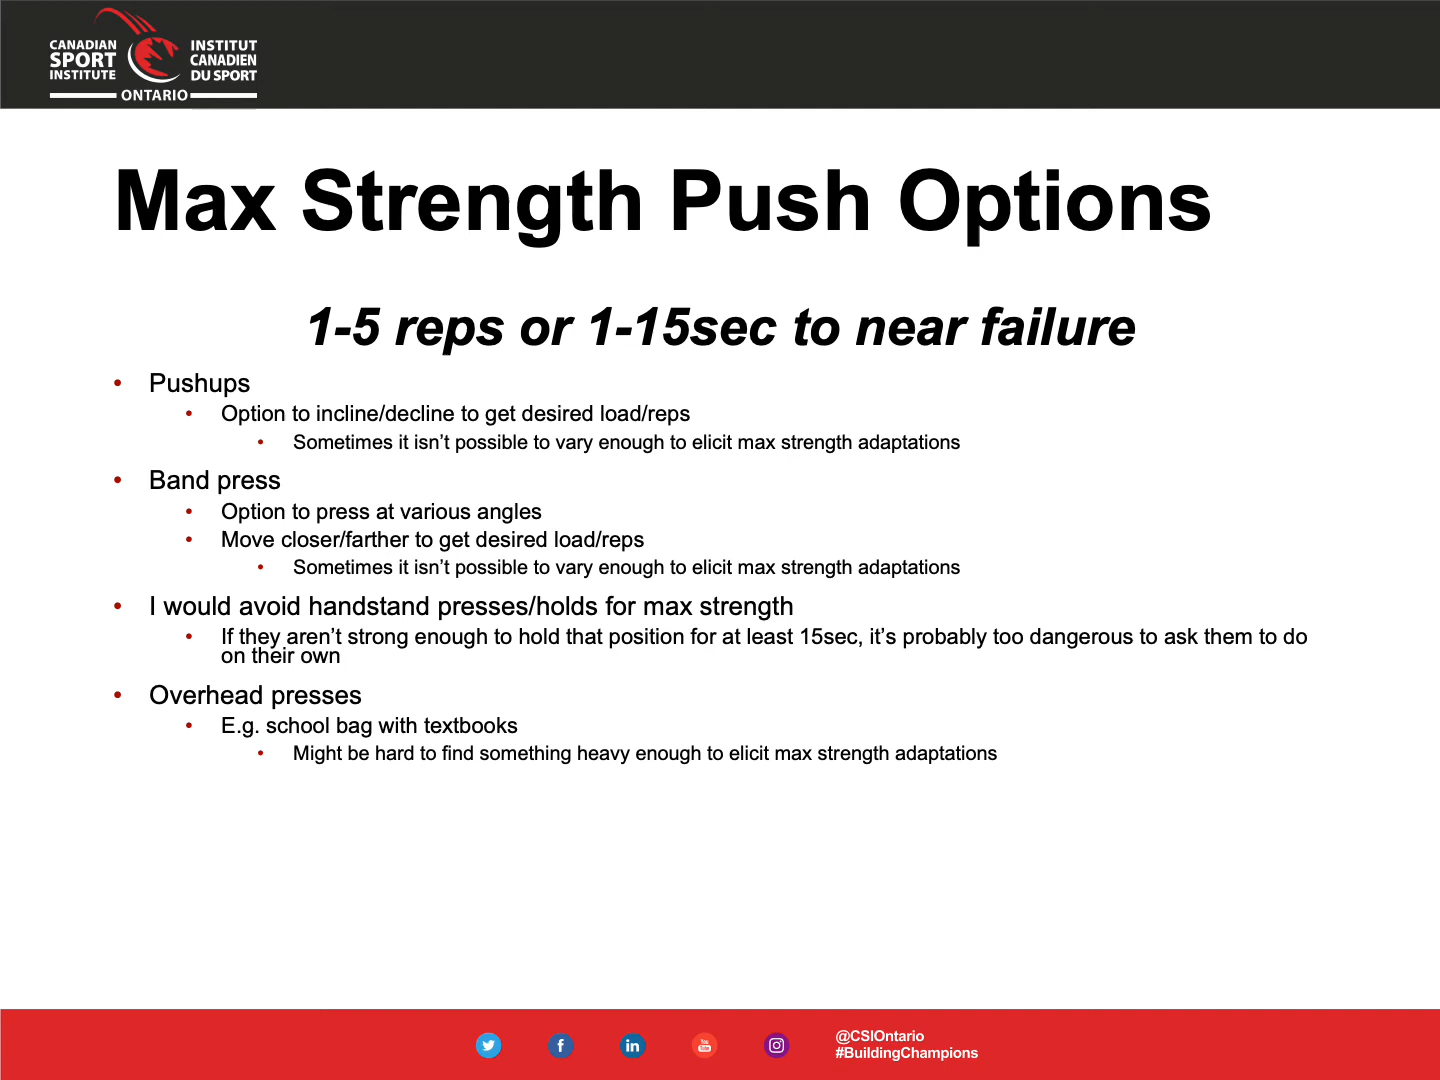 CANADIAN
SPORT
INSTITUTE
INSTITUT
CANADIEN
DU SPORT
ONTARIO
Max Strength Push Options
1-5 reps or 1-15sec to near failure
• Pushups
• Option to incline/decline to get desired load/reps
• Sometimes it isn’t possible to vary enough to elicit max strength adaptations
• Band press
• Option to press at various angles
• Move closer/farther to get desired load/reps
• Sometimes it isn’t possible to vary enough to elicit max strength adaptations
• I would avoid handstand presses/holds for max strength
• If they aren’t strong enough to hold that position for at least 15sec, it’s probably too dangerous to ask them to do
on their own
• Overhead presses
• E.g. school bag with textbooks
• Might be hard to find something heavy enough to elicit max strength adaptations
f
in
You
Tube
@CSIOntario
#BuildingChampions